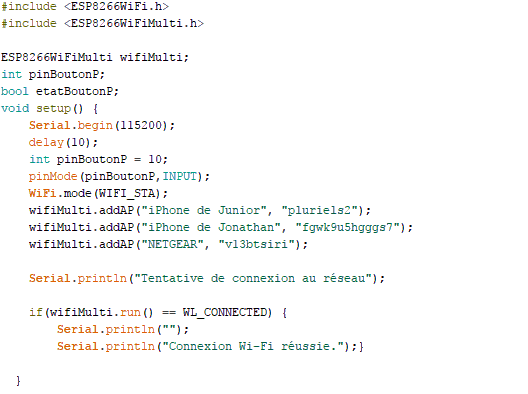 #include <ESP8266WiFi.h>
#include <ESP8266WiFiMulti.h>
ESP8266WiFiMulti wifiMulti;
int pinBoutonP;
bool etatBoutonP;
void setup() {
Serial.begin(115200);
delay(10);
int pinBoutonP = 10;
pinMode(pinBoutonP,INPUT);
WiFi.mode(WIFI_STA);
wifiMulti.addAP("iPhone de Junior", "pluriels2");
wifiMulti.addAP("iPhone de Jonathan", "fgwk9u5hgggs7");
wifiMulti.addAP("NETGEAR", "vl3btsiri");
Serial.println("Tentative de connexion au réseau");
if(wifiMulti.run() == WL_CONNECTED) {
Serial.println("");
Serial.println("Connexion Wi-Fi réussie.");}
}